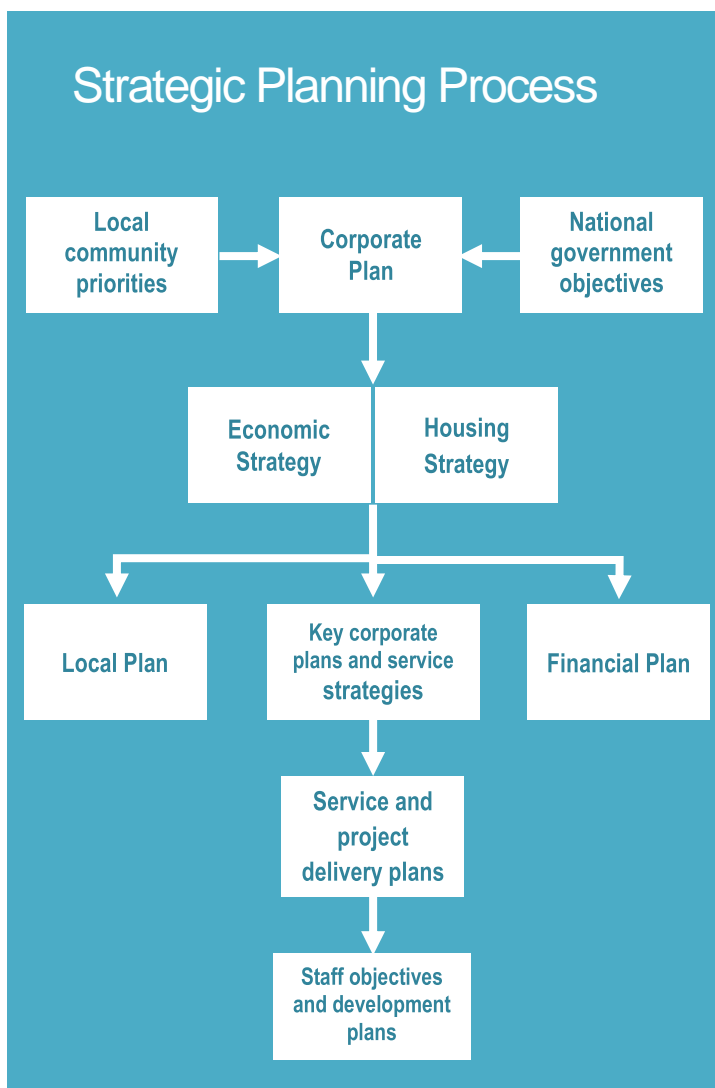 Strategic Planning Process
Local
community
priorities
Corporate
Plan
National
government
objectives
Economic
Strategy
Housing
Strategy
Local Plan
Key corporate
plans and service
strategies
Financial Plan
Service and
project
delivery plans
Staff objectives
and development
plans